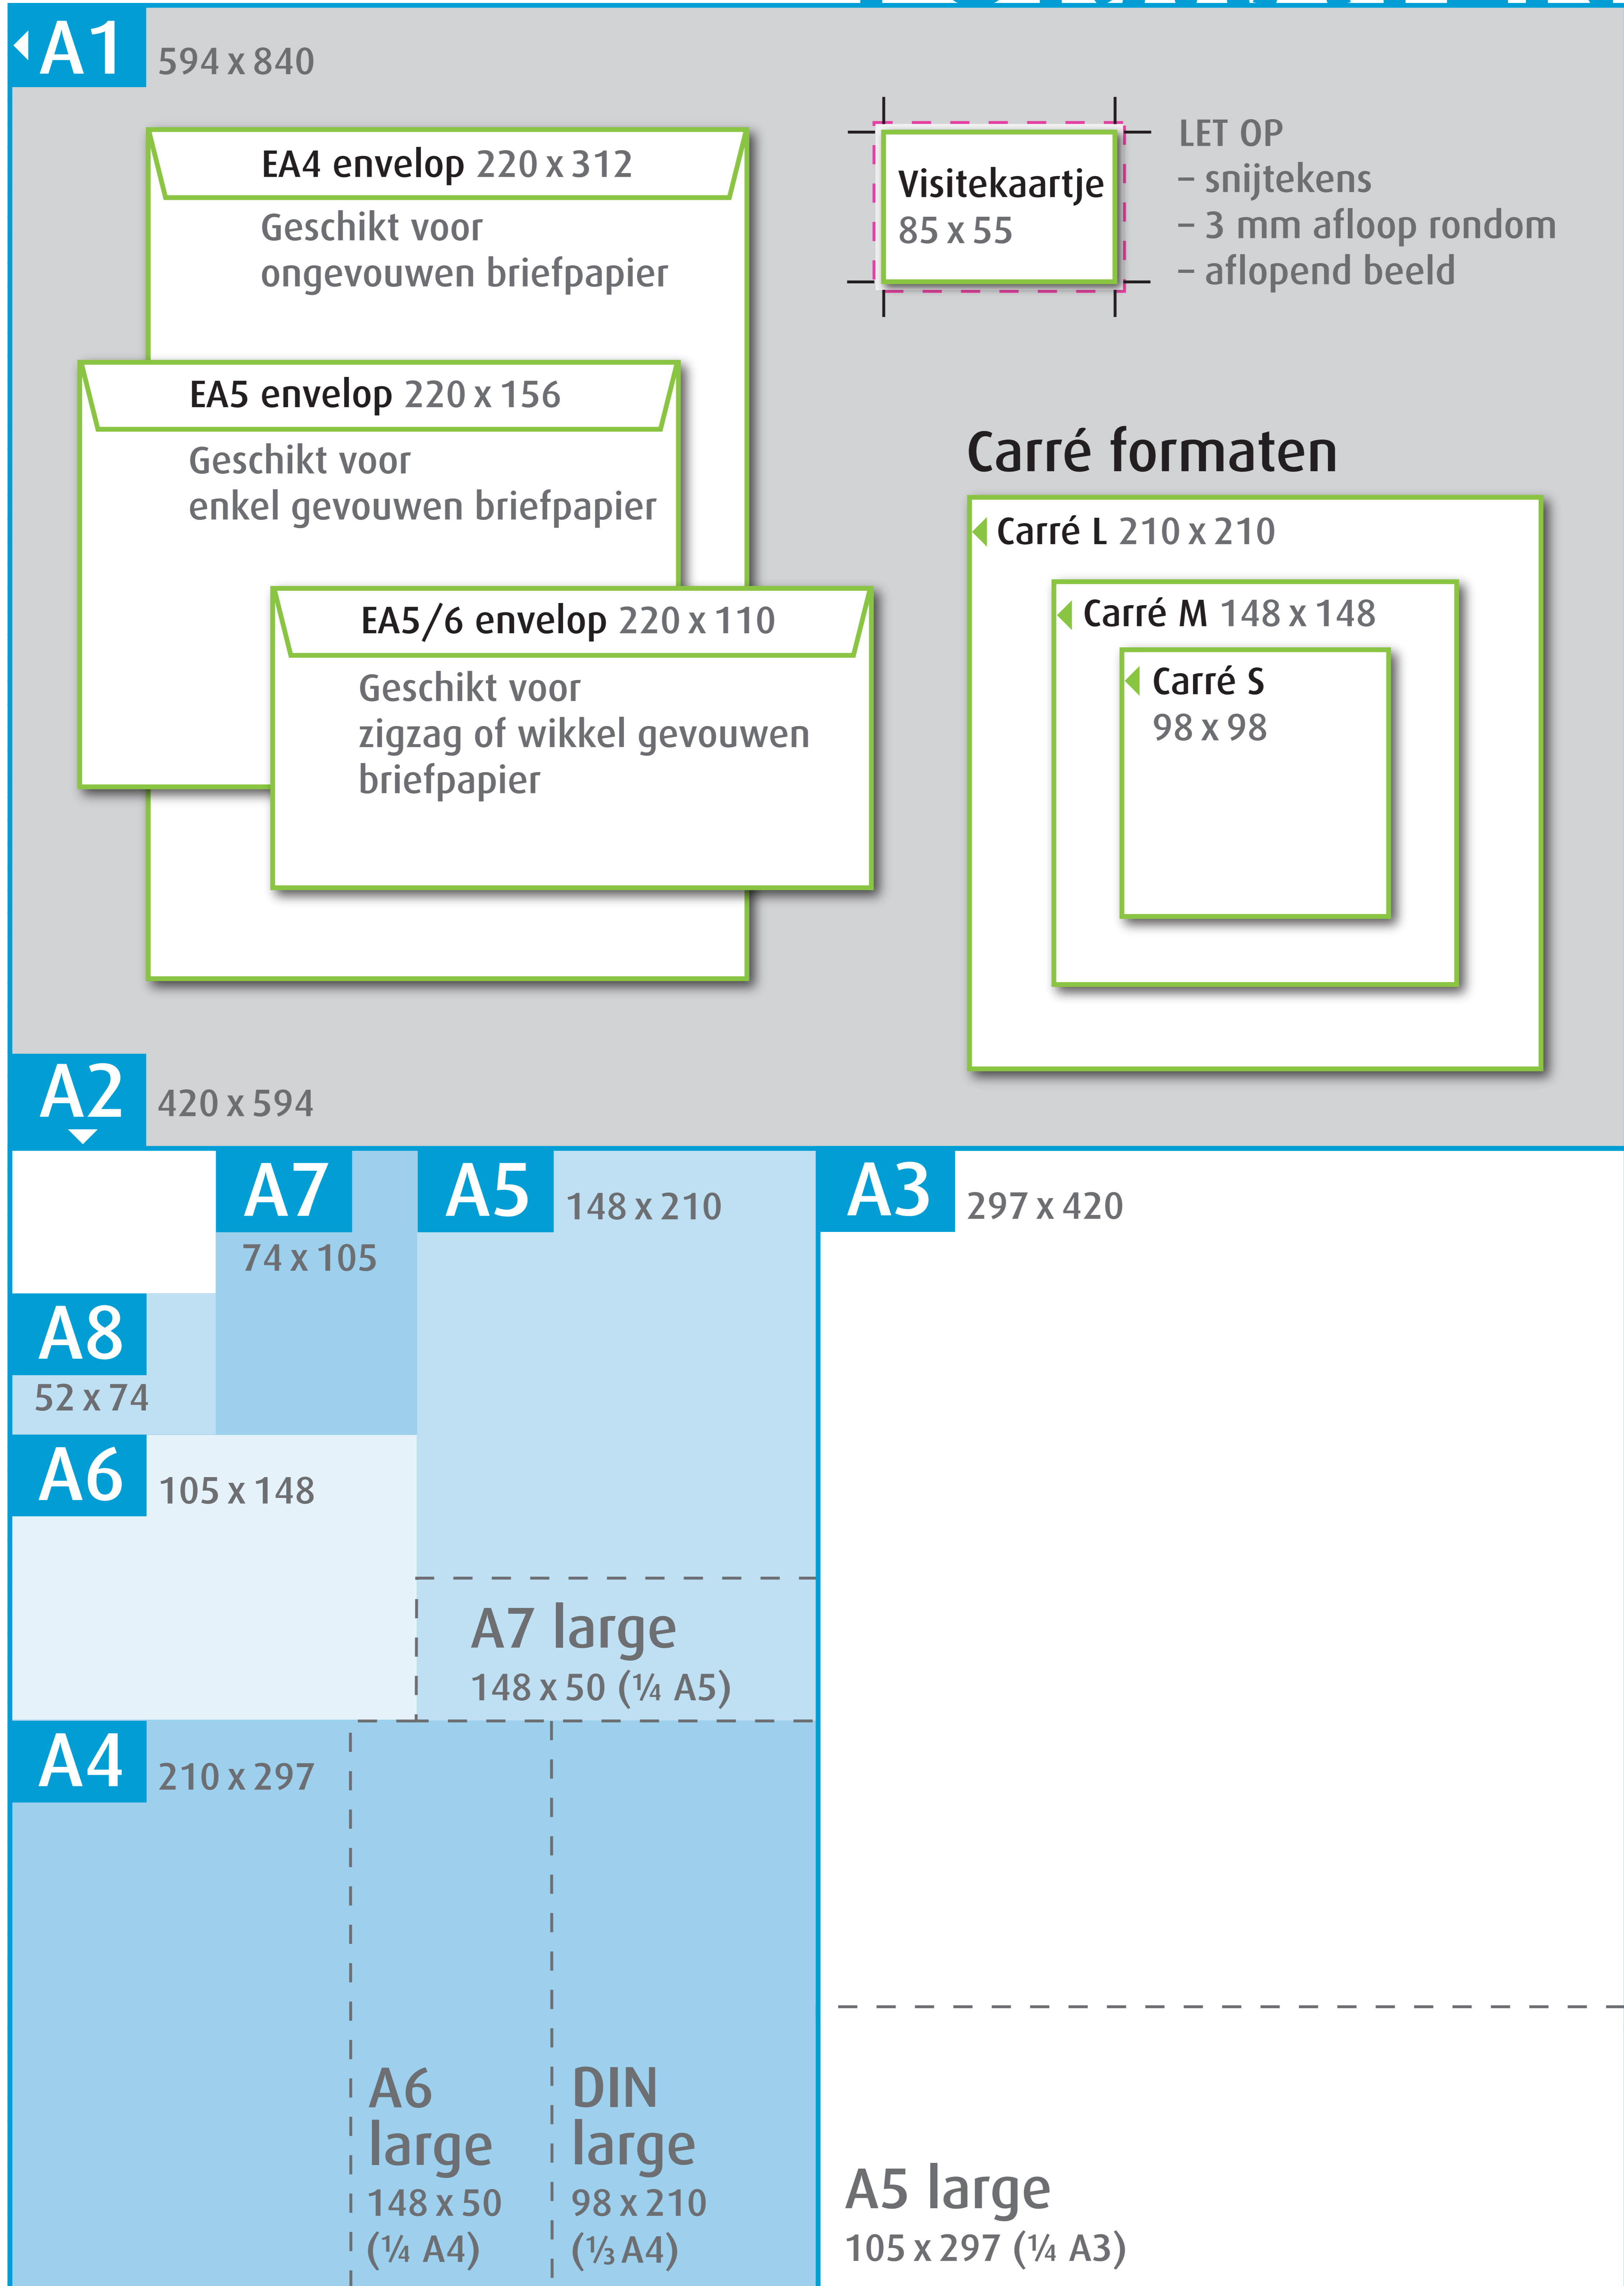 A1 594 x 840
EA4 envelop 220 x 312
Geschikt voor
ongevouwen briefpapier
Visitekaartje
85 x 55
LET OP
– snijtekens
– 3 mm afloop rondom
– aflopend beeld
EA5 envelop 220 x 156
Geschikt voor
enkel gevouwen briefpapier
EA5/6 envelop 220 x 110
Geschikt voor
zigzag of wikkel gevouwen
briefpapier
Carré formaten
Carré L 210 x 210
Carré M 148 x 148
Carré S
98 x 98
A2 420 x 594
A7
74 x 105
A5 148 x 210
A3 297 x 420
A8
52 x 74
A6 105 x 148
A7 large
148 x 50 (¼ A5)
A4 210 x 297
A6
large
148 x 50
(¼ A4)
DIN
large
98 x 210
(⅓ A4)
A5 large
105 x 297 (¼ A3)